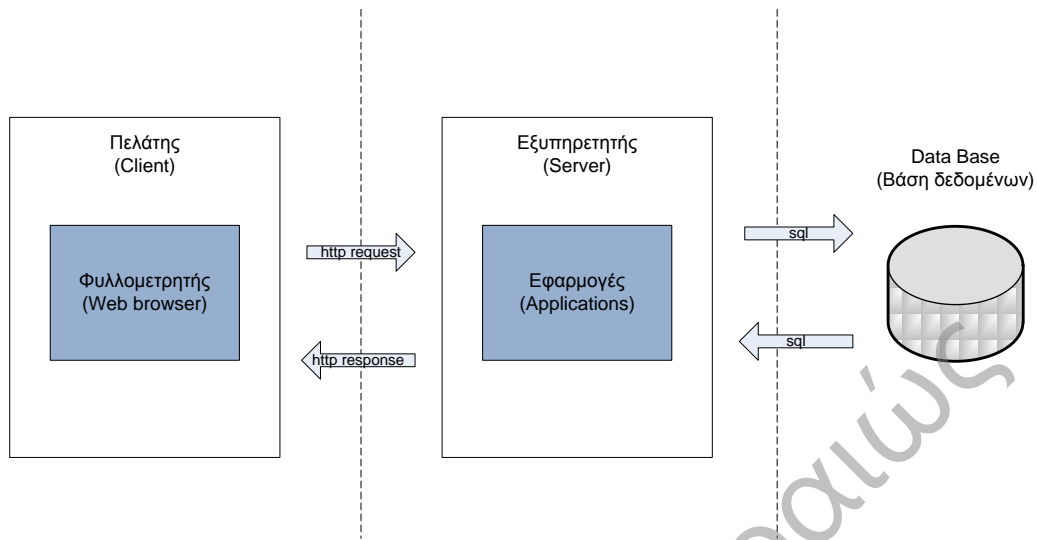 Πελάτης
(Client)
Φυλλομετρητής
(Web browser)
http request
http response
Εξυπηρετητής
(Server)
Εφαρμογές
(Applications)
sql
sql
Data Base
(Βάση δεδομένων)
ραιώς